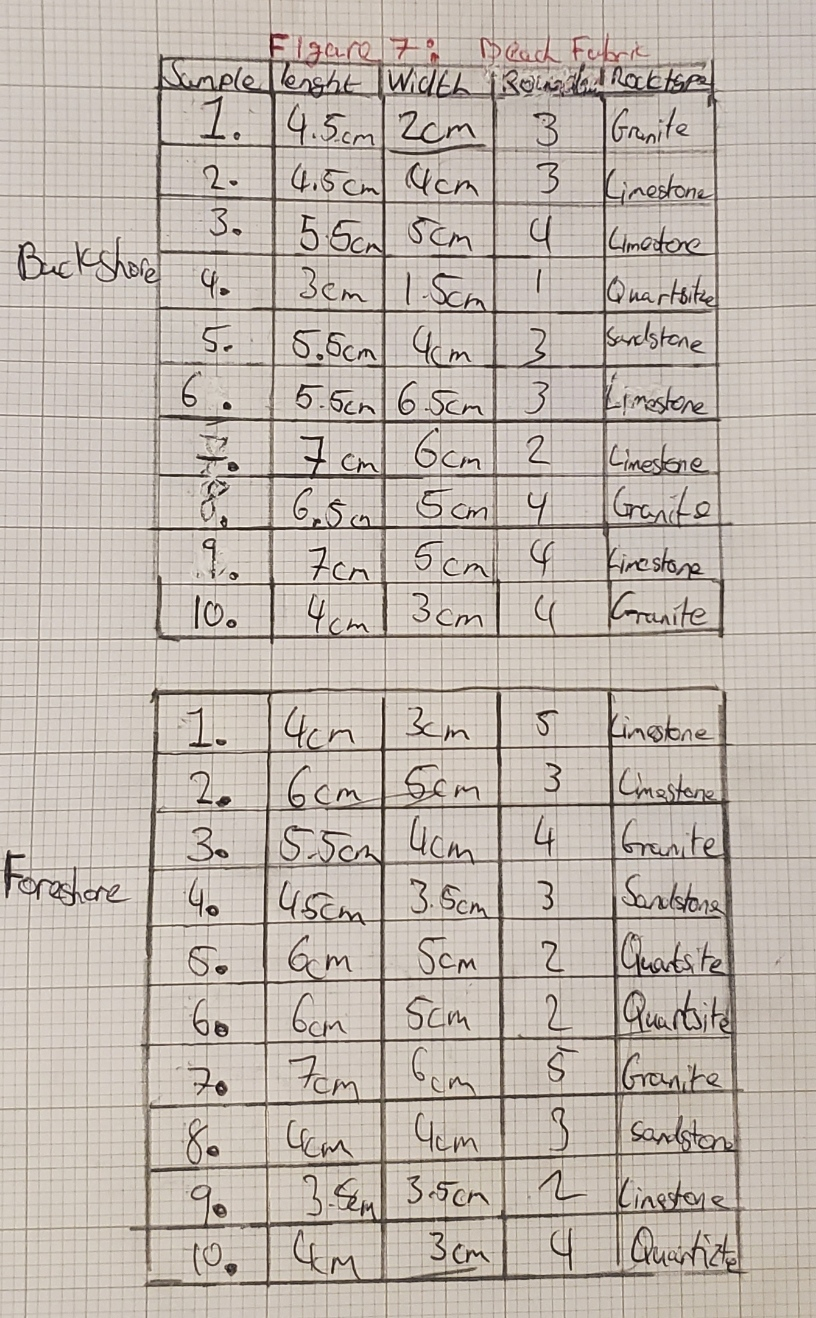 Figure 7: Beach Fabric
Sample lenght Width Rocktype
1. 4.5cm 2cm 3 Granite
2. 4.5cm 4cm 3 Limestone
3. 5.5cm 5cm 4 Limestone
Backshore
4. 3cm 1.5cm 1 Quartsite
5. 5.5cm 4cm 3 Sandstone
6. 5.5cm 6.5cm 3 Limestone
7. 7cm 6cm 2 Limestone
8. 6.5cm 5cm 4 Granite
9. 7cm 5cm 4 Limestone
10. 4cm 3cm 4 Granite
1. 4cm 3cm 5 Limestone
2. 6cm 5cm 3 Limestone
3. 5.5cm 4cm 4 Granite
Foreshore
4. 45cm 3.5cm 3 Sandstone
5. 6cm 5cm 2 Quatsite
6. 6cm 5cm 2 Quartsite
7. 7cm 6cm 5 Granite
8. 4cm 4cm 3 Sandstone
9. 3.5cm 3.5cm 2 Limestone
10. 4cm 3cm 4 Quartizte